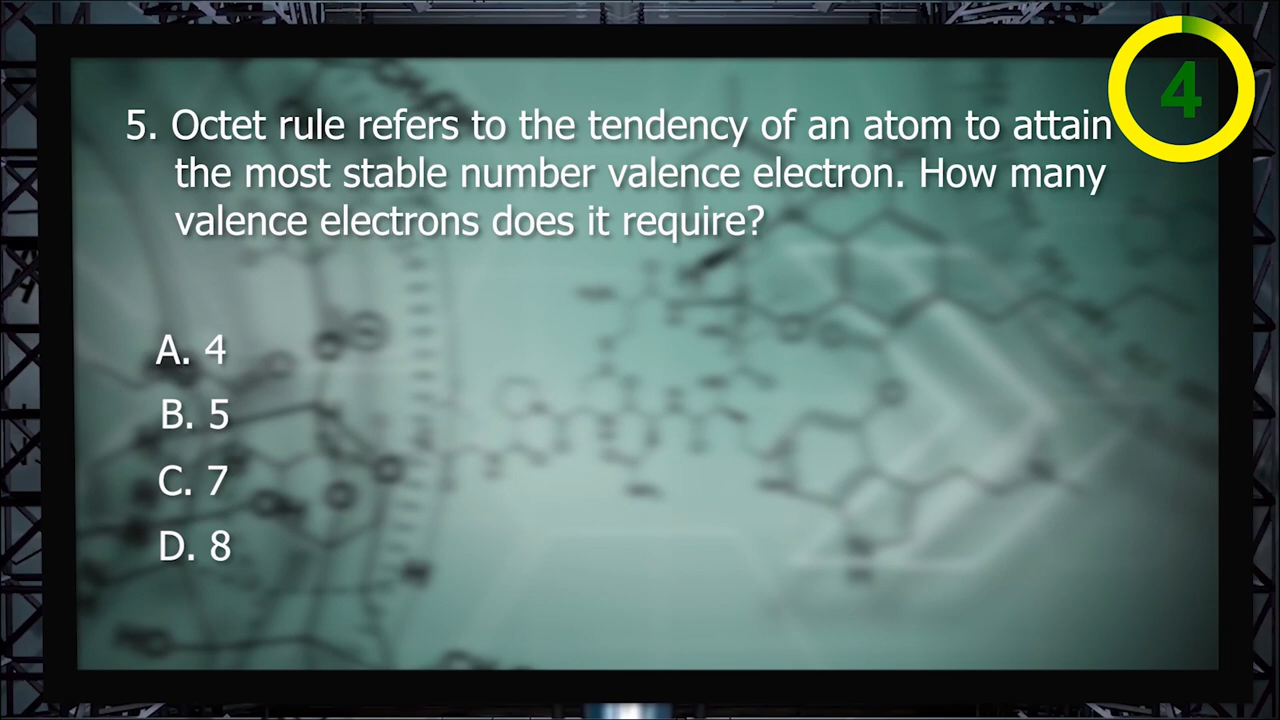 4
5. Octet rule refers to the tendency of an atom to attain
the most stable number valence electron. How many
valence electrons does it require?
A. 4
B. 5
C. 7
D. 8